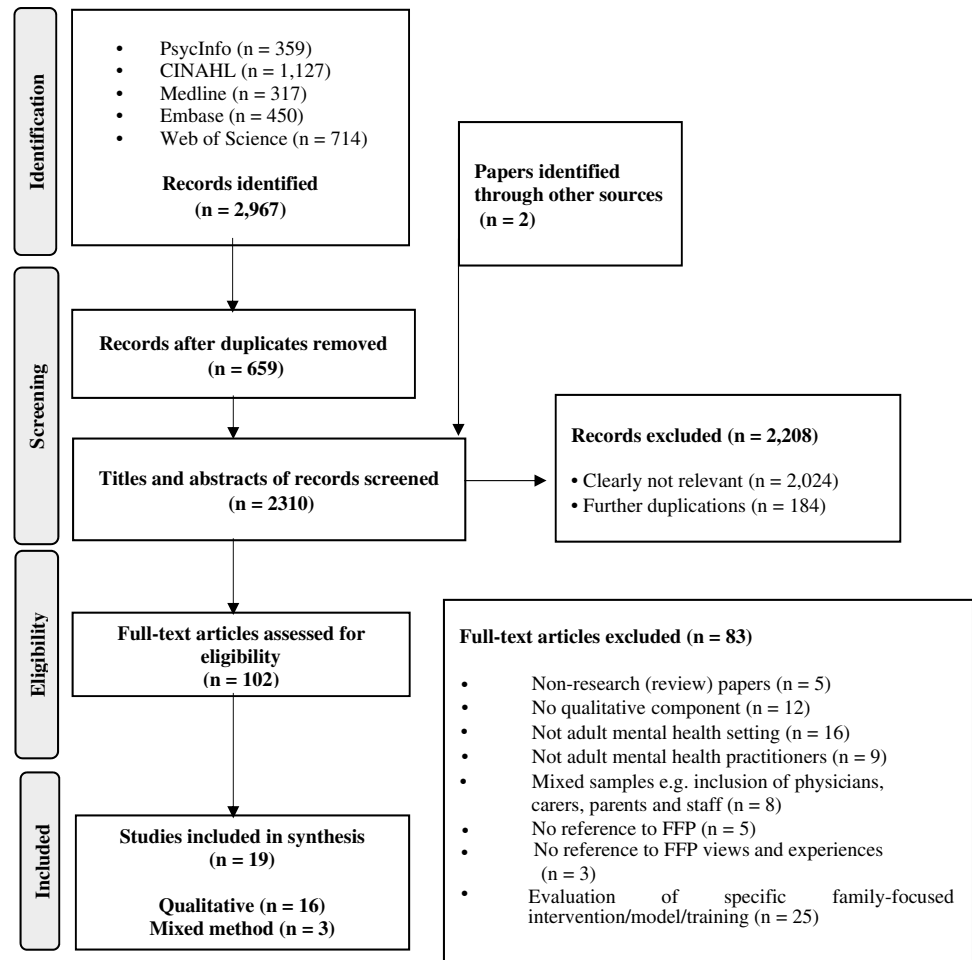 Identification
• PsycInfo (n = 359)
• CINAHL (n = 1,127)
• Medline (n = 317)
• Embase (n = 450)
• Web of Science (n = 714)
Records identified
(n = 2,967)
Papers identified
through other sources
(n = 2)
Screening
Records after duplicates removed
(n = 659)
Titles and abstracts of records screened
(n = 2310)
Records excluded (n = 2,208)
• Clearly not relevant (n = 2,024)
• Further duplications (n = 184)
Eligibility
Full-text articles assessed for
eligibility
(n = 102)
Full-text articles excluded (n = 83)
• Non-research (review) papers (n = 5)
• No qualitative component (n = 12)
• Not adult mental health setting (n = 16)
• Not adult mental health practitioners (n = 9)
• Mixed samples e.g. inclusion of physicians,
carers, parents and staff (n = 8)
• No reference to FFP (n = 5)
• No reference to FFP views and experiences
(n = 3)
• Evaluation of specific family-focused
intervention/model/training (n = 25)
Included
Studies included in synthesis
(n = 19)
Qualitative (n = 16)
Mixed method (n = 3)